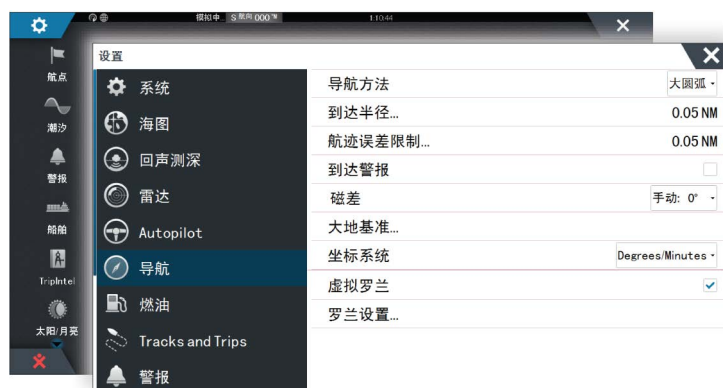 模拟中... S 航向 000 °M 1:10:44
航点
潮汐
警报
船舶
TripIntel
太阳/月亮
设置
系统
海图
回声测深
雷达
Autopilot
导航
燃油
Tracks and Trips
警报
导航方法 大圆弧
到达半径... 0.05 NM
航迹误差限制... 0.05 NM
到达警报
磁差 手动: 0°
大地基准...
坐标系统 Degrees/Minutes
虚拟罗兰
罗兰设置...